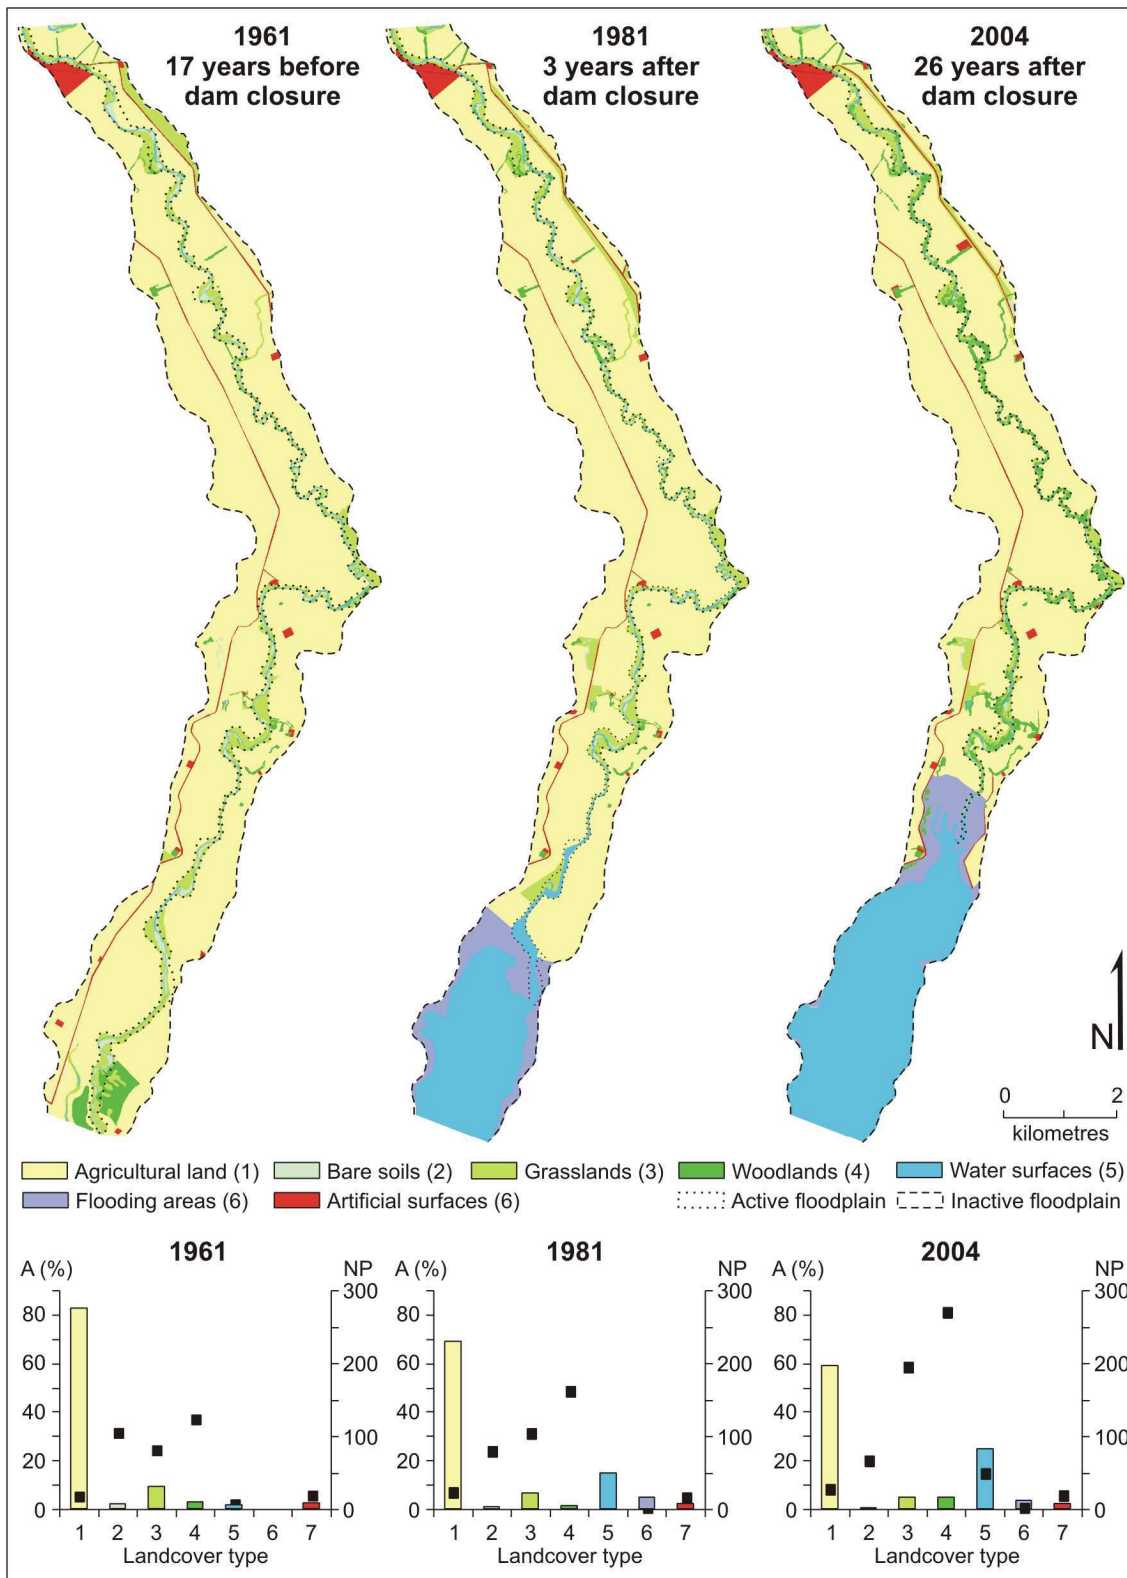 1961
17 years before
dam closure
1981
3 years after
dam closure
2004
26 years after
dam closure
N
0 2
kilometres
Agricultural land (1) Bare soils (2) Grasslands (3) Woodlands (4) Water surfaces (5)
Flooding areas (6) Artificial surfaces (6) Active floodplain Inactive floodplain
1961
A (%) NP
80
60
40
20
0
300
200
100
0
1 2 3 4 5 6 7
Landcover type
1981
A (%) NP
80
60
40
20
0
300
200
100
0
1 2 3 4 5 6 7
Landcover type
2004
A (%) NP
80
60
40
20
0
300
200
100
0
1 2 3 4 5 6 7
Landcover type